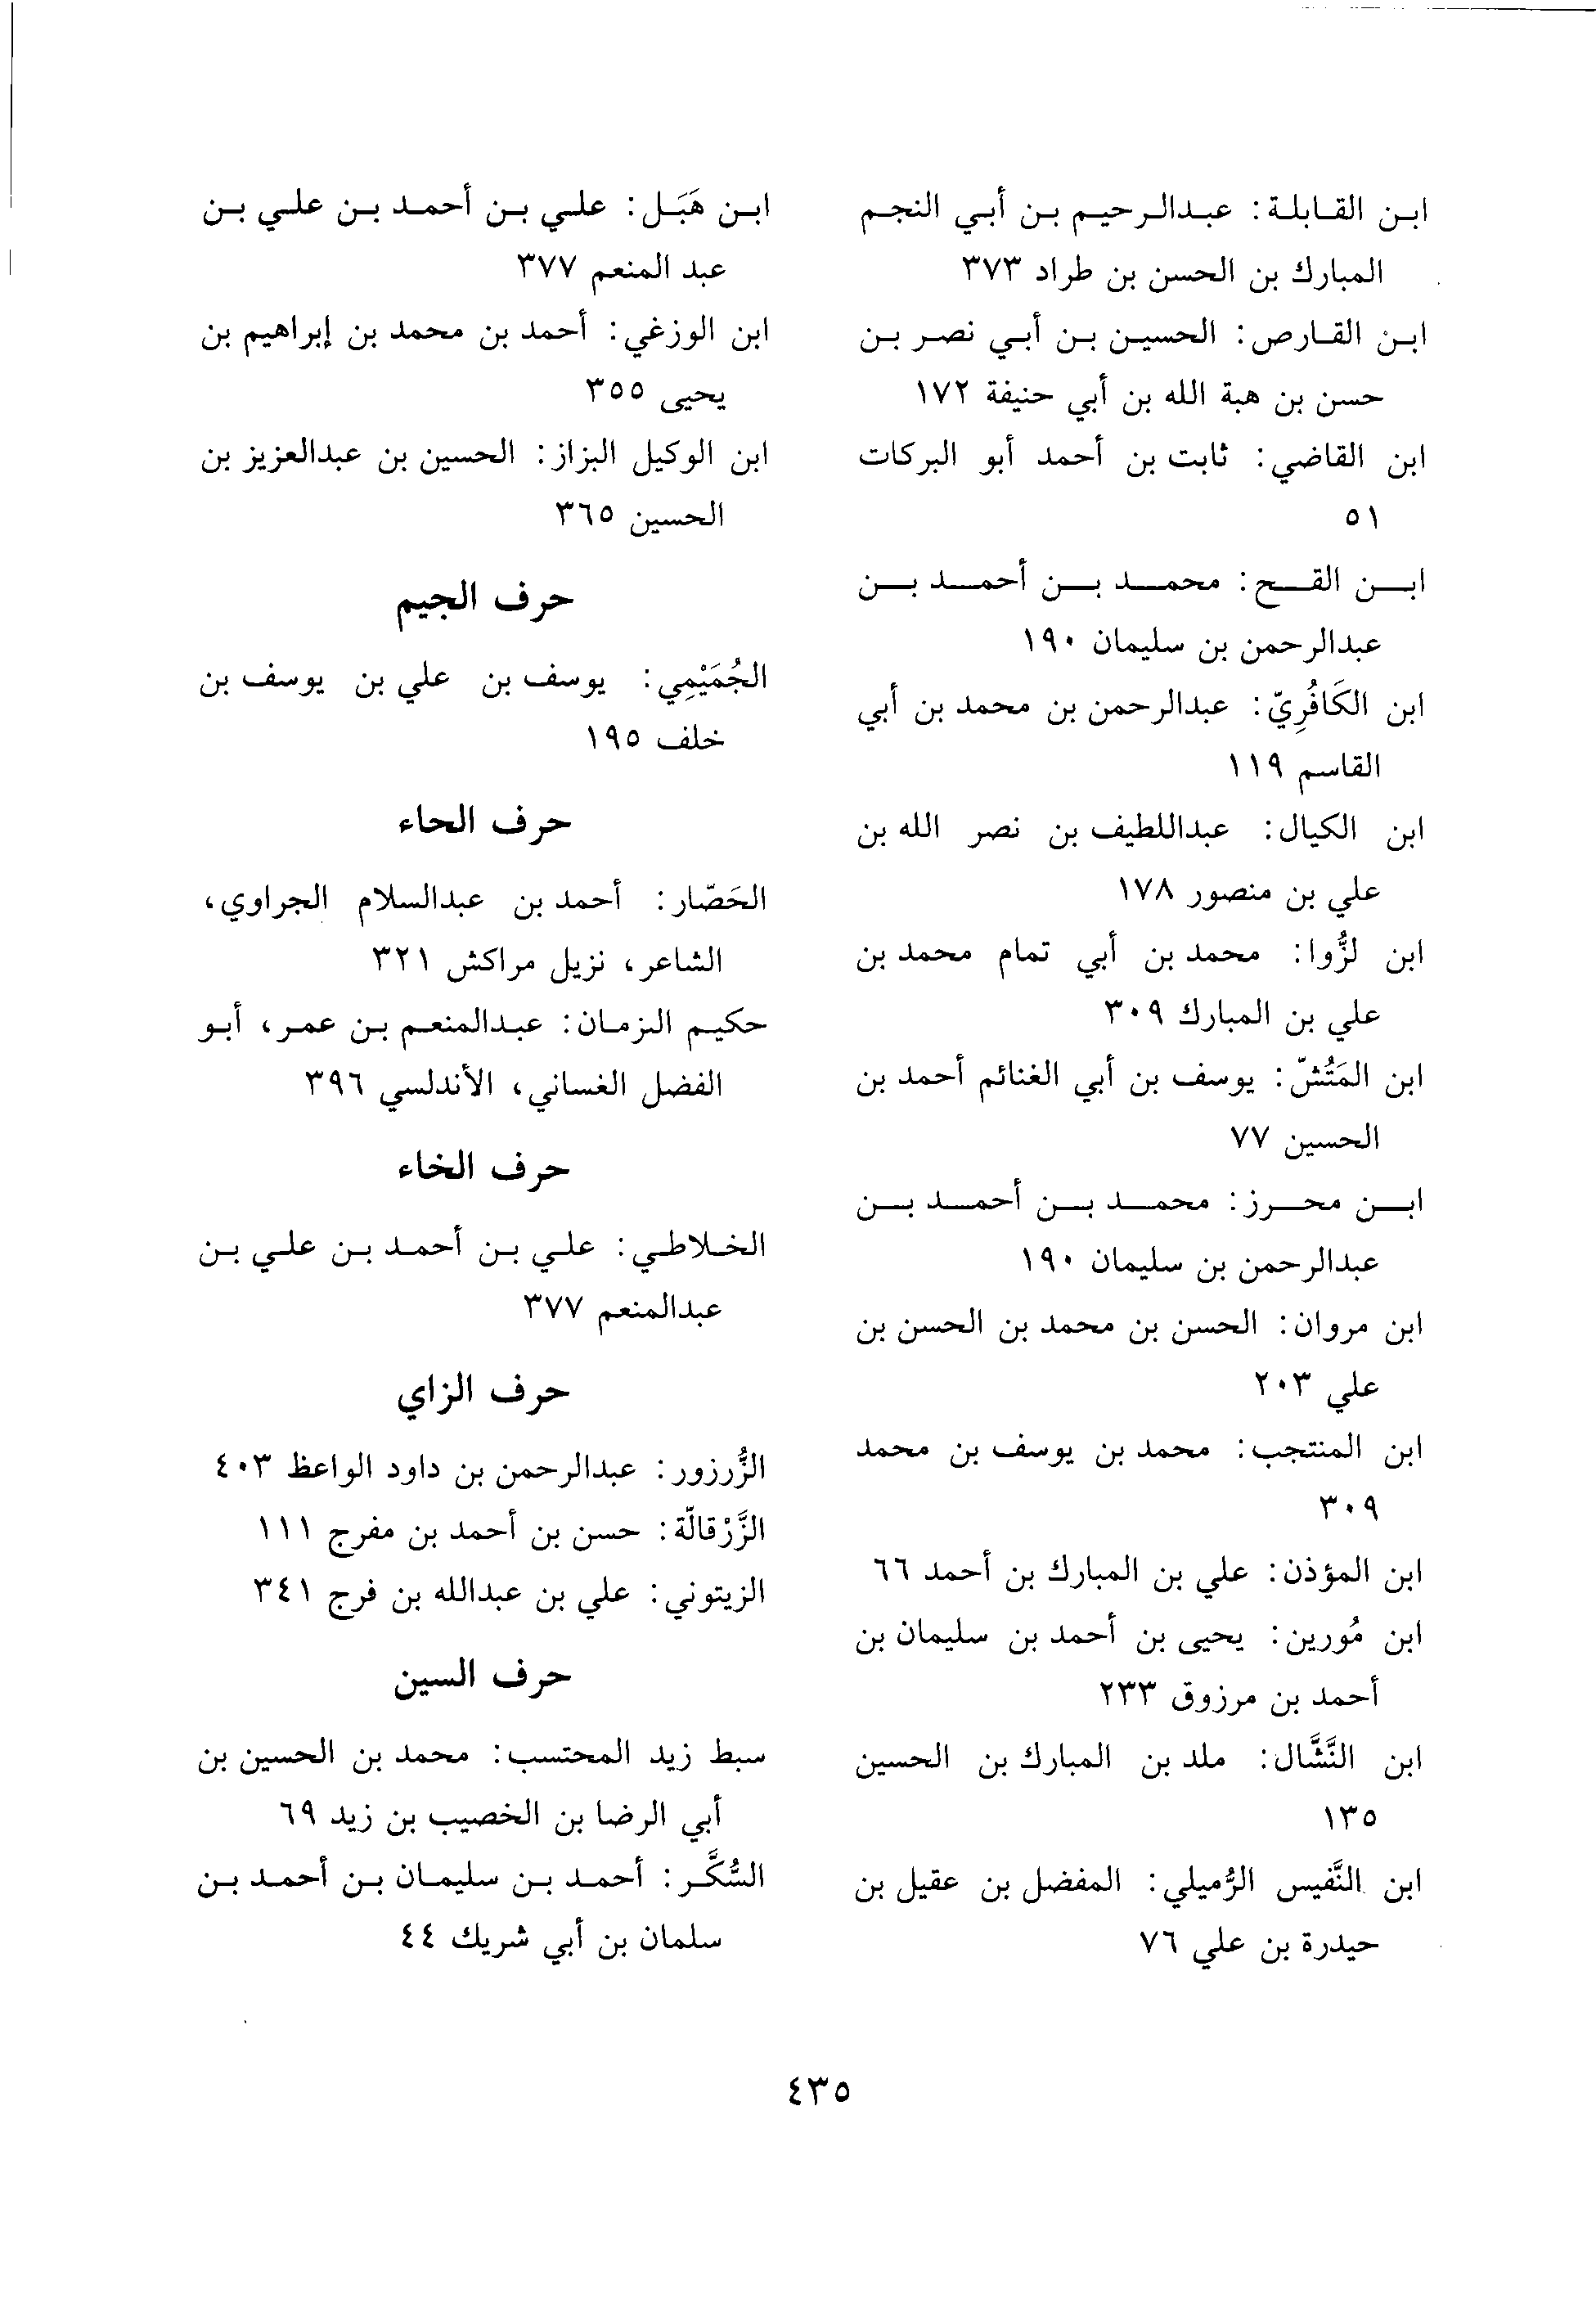 ابن القابلة: عبدالرحيم بن أبي النجم
المبارك بن الحسن بن طراد ٣٧٣
ابن القارص: الحسين بن أبي نصر بن
حسن بن هبة الله بن أبي حنيفة ١٧٢
ابن القاضي: ثابت بن أحمد أبو البركات
٥١
ابن القح: محمد بن أحمد بن
عبدالرحمن بن سليمان ١٩٠
ابن الكَافُرِيّ: عبدالرحمن بن محمد بن أبي
القاسم ١١٩
ابن الكيال: عبداللطيف بن نصر الله بن
علي بن منصور ١٧٨
ابن لزُّوا: محمد بن أبي تمام محمد بن
علي بن المبارك ٣٠٩
ابن المَتُشّ: يوسف بن أبي الغنائم أحمد بن
الحسين ٧٧
ابن محرز: محمد بن أحمد بن
عبدالرحمن بن سليمان ١٩٠
ابن مروان: الحسن بن محمد بن الحسن بن
علي ٢٠٣
ابن المنتجب: محمد بن يوسف بن محمد
٣٠٩
ابن المؤذن: علي بن المبارك بن أحمد ٦٦
ابن مُورين: يحيى بن أحمد بن سليمان بن
أحمد بن مرزوق ٢٣٣
ابن النَّشَّال: ملد بن المبارك بن الحسين
١٣٥
ابن النَّفيس الرُّميلي: المفضل بن عقيل بن
حيدرة بن علي ٧٦
ابن هَبَل: علي بن أحمد بن علي بن
عبد المنعم ٣٧٧
ابن الوزغي: أحمد بن محمد بن إبراهيم بن
يحيى ٣٥٥
ابن الوكيل البزاز: الحسين بن عبدالعزيز بن
الحسين ٣٦٥
حرف الجيم
الجُمَيْمِي: يوسف بن علي بن يوسف بن
خلف ١٩٥
حرف الحاء
الحَصّار: أحمد بن عبدالسلام الجراوي،
الشاعر، نزيل مراكش ٣٢١
حكيم الزمان: عبدالمنعم بن عمر، أبو
الفضل الغساني، الأندلسي ٣٩٦
حرف الخاء
الخلاطي: علي بن أحمد بن علي بن
عبدالمنعم ٣٧٧
حرف الزاي
الزُّرزور: عبدالرحمن بن داود الواعظ ٤٠٣
الزَّرْقالّة: حسن بن أحمد بن مفرج ١١١
الزيتوني: علي بن عبدالله بن فرج ٣٤١
حرف السين
سبط زيد المحتسب: محمد بن الحسين بن
أبي الرضا بن الخصيب بن زيد ٦٩
السُّكَّر: أحمد بن سليمان بن أحمد بن
سلمان بن أبي شريك ٤٤
٤٣٥